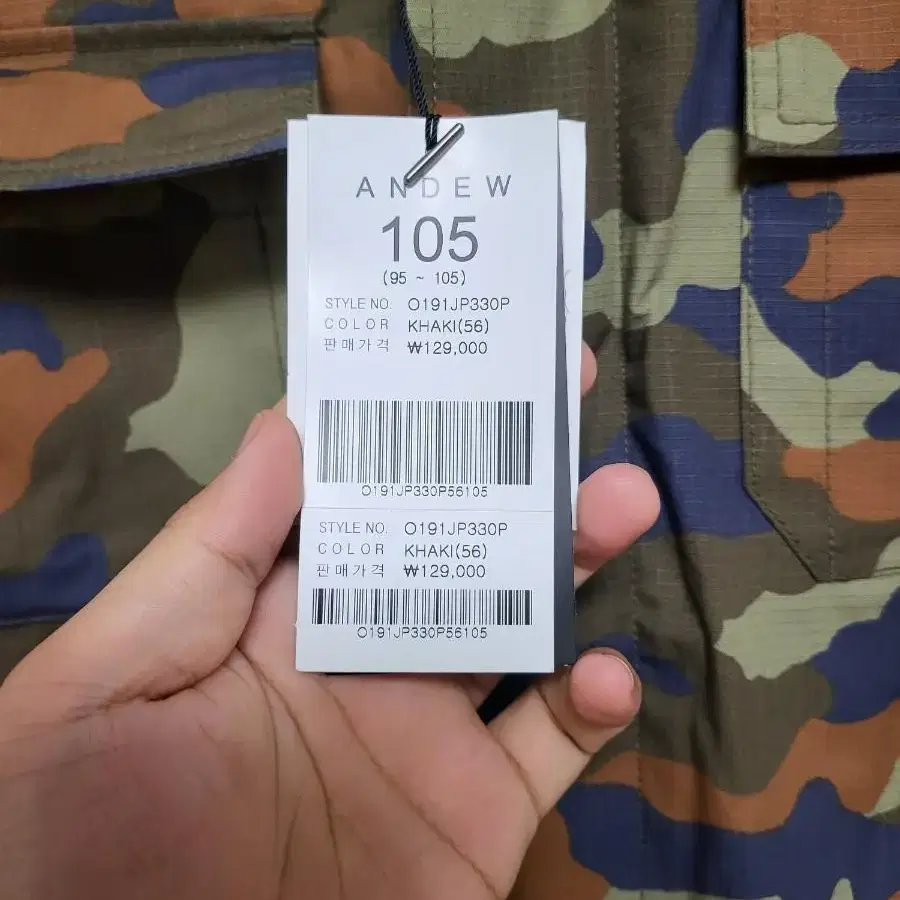 ANDEW
105
(95 ~ 105)
STYLE NO. O191JP330P
COLOR KHAKI(56)
판매가격 ₩129,000
O191JP330P56105
STYLE NO. O191JP330P
COLOR KHAKI(56)
판매가격 ₩129,000
O191JP330P56105